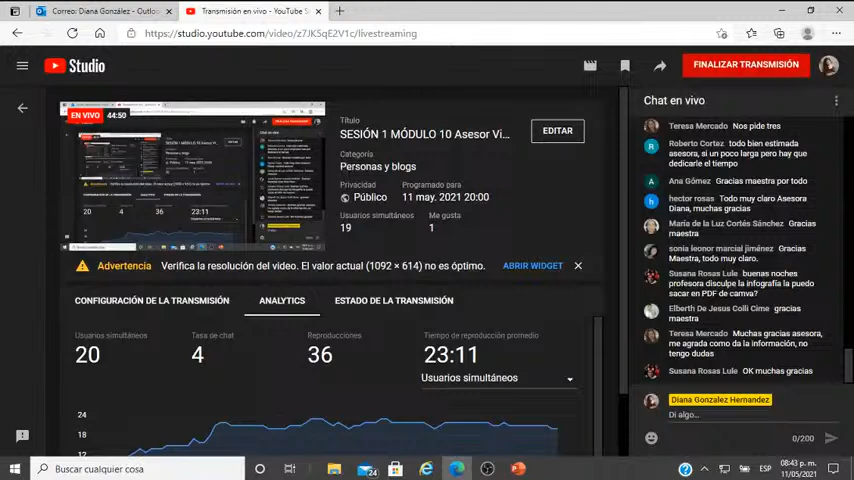 Correo: Diana González - Outlo
Transmisión en vivo - YouTube S
https://studio.youtube.com/video/z7JK5qE2V1c/livestreaming
Studio
FINALIZAR TRANSMISIÓN
EN VIVO 44:50
Título
SESIÓN 1 MÓDULO 10 Asesor Vi...
EDITAR
Categoría
Personas y blogs
Privacidad
Programado para
Público
11 may. 2021 20:00
Usuarios simultáneos
Me gusta
19
1
Advertencia
Verifica la resolución del video. El valor actual (1092 × 614) no es óptimo.
ABRIR WIDGET
CONFIGURACIÓN DE LA TRANSMISIÓN
ANALYTICS
ESTADO DE LA TRANSMISIÓN
Usuarios simultáneos
Tasa de chat
Reproducciones
Tiempo de reproducción promedio
20
4
36
23:11
Usuarios simultáneos
24
18
Chat en vivo
Teresa Mercado Nos pide tres
Roberto Cortez todo bien estimada
asesora, si un poco larga pero hay que
dedicarle el tiempo
Ana Gómez Gracias maestra por todo
hector rosas Todo muy claro Asesora
Diana, muchas gracias
María de la Luz Cortés Sánchez Gracias
maestra
sonia leonor marcial jiménez Gracias
Maestra, todo muy claro.
Susana Rosas Lule buenas noches
profesora disculpe la infografía la puedo
sacar en PDF de camva?
Elberth De Jesus Colli Cime gracias
maestra
Teresa Mercado Muchas gracias asesora,
me agrada como da la información, no
tengo dudas
Susana Rosas Lule OK muchas gracias
Diana Gonzalez Hernandez
Di algo...
0/200
Buscar cualquier cosa
24
ESP
08:43 p. m.
11/05/2021